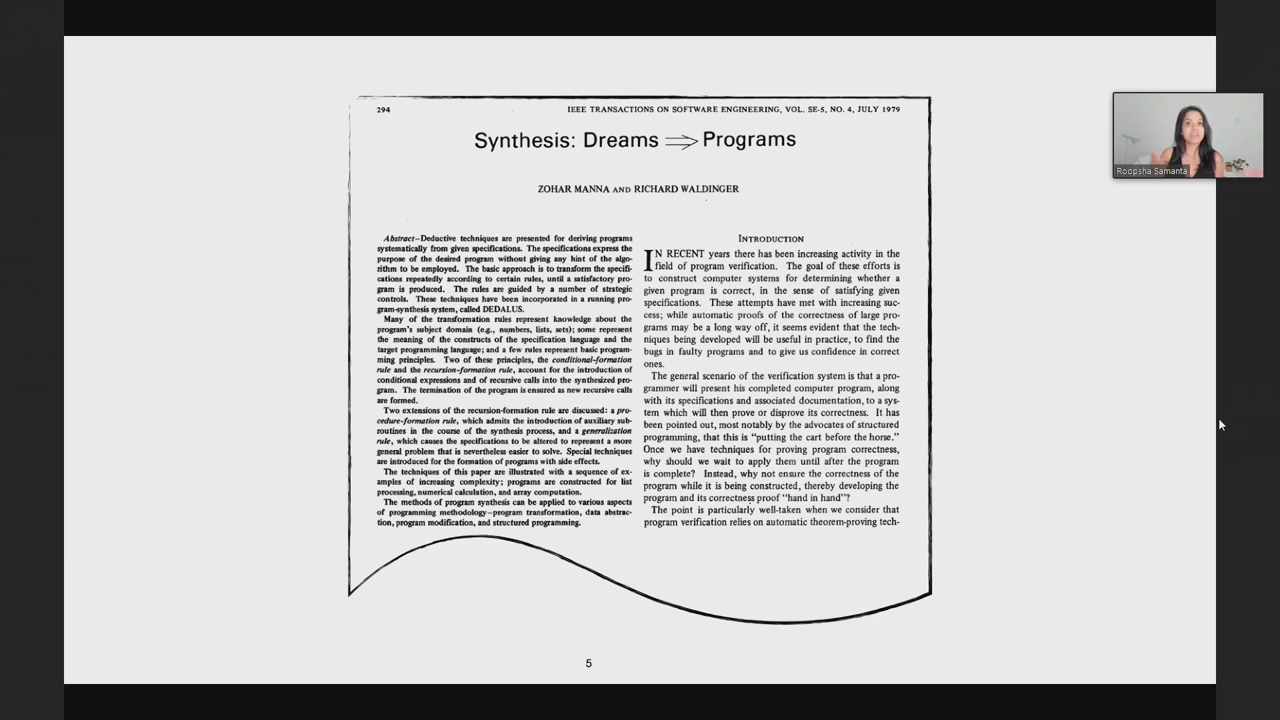 294
IEEE TRANSACTIONS ON SOFTWARE ENGINEERING, VOL. SE-5, NO. 4, JULY 1979
Synthesis: Dreams ⇒ Programs
ZOHAR MANNA AND RICHARD WALDINGER
Abstract—Deductive techniques are presented for deriving programs
systematically from given specifications. The specifications express the
purpose of the desired program without giving any hint of the algo-
rithm to be employed. The basic approach is to transform the specifi-
cations repeatedly according to certain rules, until a satisfactory pro-
gram is produced. The rules are guided by a number of strategic
controls. These techniques have been incorporated in a running pro-
gram-synthesis system, called DEDALUS.
Many of the transformation rules represent knowledge about the
program's subject domain (e.g., numbers, lists, sets); some represent
the meaning of the constructs of the specification language and the
target programming language; and a few rules represent basic program-
ming principles. Two of these principles, the conditional-formation
rule and the recursion-formation rule, account for the introduction of
conditional expressions and of recursive calls into the synthesized pro-
gram. The termination of the program is ensured as new recursive calls
are formed.
Two extensions of the recursion-formation rule are discussed: a pro-
cedure-formation rule, which admits the introduction of auxiliary sub-
routines in the course of the synthesis process, and a generalization
rule, which causes the specifications to be altered to represent a more
general problem that is nevertheless easier to solve. Special techniques
are introduced for the formation of programs with side effects.
The techniques of this paper are illustrated with a sequence of ex-
amples of increasing complexity; programs are constructed for list
processing, numerical calculation, and array computation.
The methods of program synthesis can be applied to various aspects
of programming methodology—program transformation, data abstrac-
tion, program modification, and structured programming.
INTRODUCTION
IN RECENT years there has been increasing activity in the
field of program verification. The goal of these efforts is
to construct computer systems for determining whether a
given program is correct, in the sense of satisfying given
specifications. These attempts have met with increasing suc-
cess; while automatic proofs of the correctness of large pro-
grams may be a long way off, it seems evident that the tech-
niques being developed will be useful in practice, to find the
bugs in faulty programs and to give us confidence in correct
ones.
The general scenario of the verification system is that a pro-
grammer will present his completed computer program, along
with its specifications and associated documentation, to a sys-
tem which will then prove or disprove its correctness. It has
been pointed out, most notably by the advocates of structured
programming, that this is "putting the cart before the horse."
Once we have techniques for proving program correctness,
why should we wait to apply them until after the program
is complete? Instead, why not ensure the correctness of the
program while it is being constructed, thereby developing the
program and its correctness proof "hand in hand"?
The point is particularly well-taken when we consider that
program verification relies on automatic theorem-proving tech-
5
Roopsha Samanta